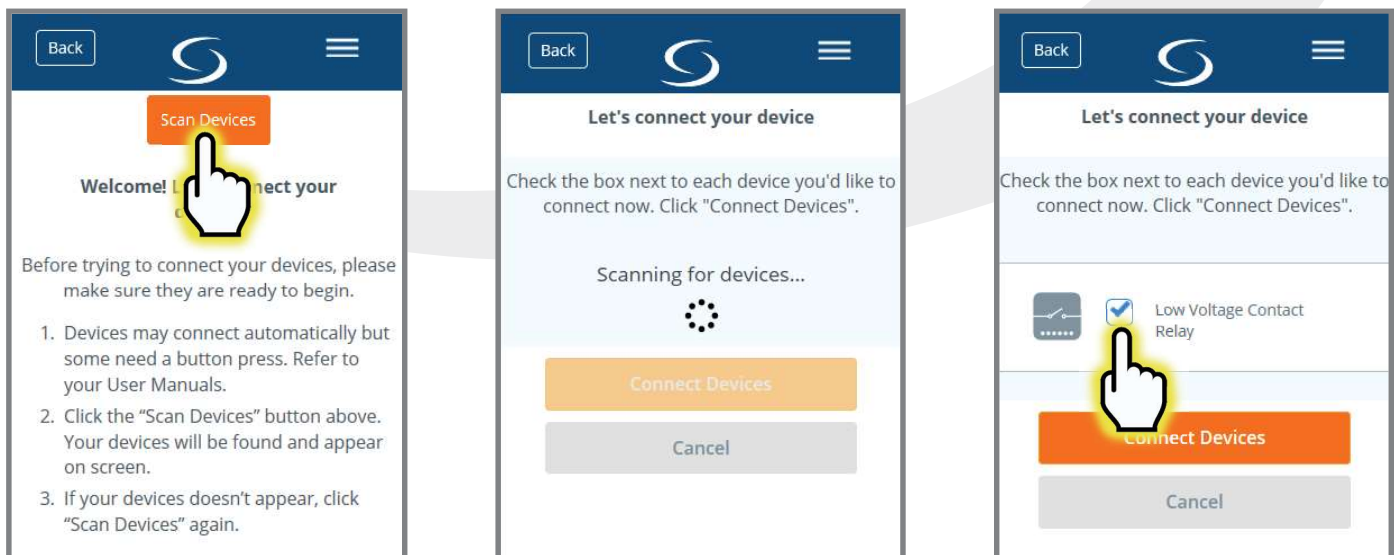 Back
Scan Devices
Welcome! your
Before trying to connect your devices, please
make sure they are ready to begin.
1. Devices may connect automatically but
some need a button press. Refer to
your User Manuals.
2. Click the “Scan Devices” button above.
Your devices will be found and appear
on screen.
3. If your devices doesn’t appear, click
“Scan Devices” again.
Back
Let's connect your device
Check the box next to each device you'd like to
connect now. Click "Connect Devices".
Scanning for devices...
Connect Devices
Cancel
Back
Let's connect your device
Check the box next to each device you'd like to
connect now. Click "Connect Devices".
Low Voltage Contact
Relay
Connect Devices
Cancel